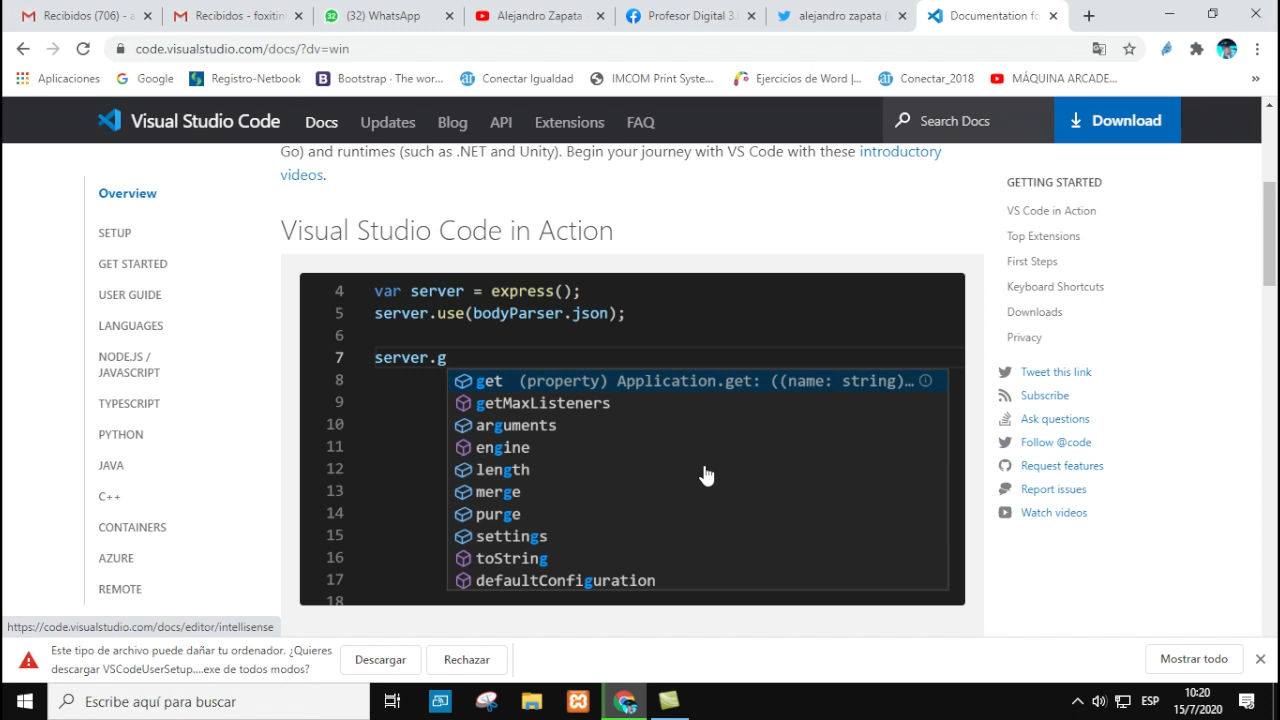 Recibidos (706) - a
Recibidos - foxitim
(32) WhatsApp
Alejandro Zapata
Profesor Digital 3.
alejandro zapata (
Documentation fo
code.visualstudio.com/docs/?dv=win
Aplicaciones
Google
Registro-Netbook
Bootstrap · The wor...
Conectar Igualdad
IMCOM Print Syste...
Ejercicios de Word |...
Conectar_2018
MÁQUINA ARCADE...
»
Visual Studio Code
Docs
Updates
Blog
API
Extensions
FAQ
Search Docs
Download
Go) and runtimes (such as .NET and Unity). Begin your journey with VS Code with these introductory
videos.
Overview
SETUP
GET STARTED
USER GUIDE
LANGUAGES
NODE.JS /
JAVASCRIPT
TYPESCRIPT
PYTHON
JAVA
C++
CONTAINERS
AZURE
REMOTE
Visual Studio Code in Action
4 var server = express();
5 server.use(bodyParser.json);
6
7 server.g
8 get (property) Application.get: ((name: string)…
9 getMaxListeners
10 arguments
11 engine
12 length
13 merge
14 purge
15 settings
16 toString
17 defaultConfiguration
18
GETTING STARTED
VS Code in Action
Top Extensions
First Steps
Keyboard Shortcuts
Downloads
Privacy
Tweet this link
Subscribe
Ask questions
Follow @code
Request features
Report issues
Watch videos
https://code.visualstudio.com/docs/editor/intellisense
Este tipo de archivo puede dañar tu ordenador. ¿Quieres
descargar VSCodeUserSetup....exe de todos modos?
Descargar
Rechazar
Mostrar todo
Escribe aquí para buscar
ESP
10:20
15/7/2020